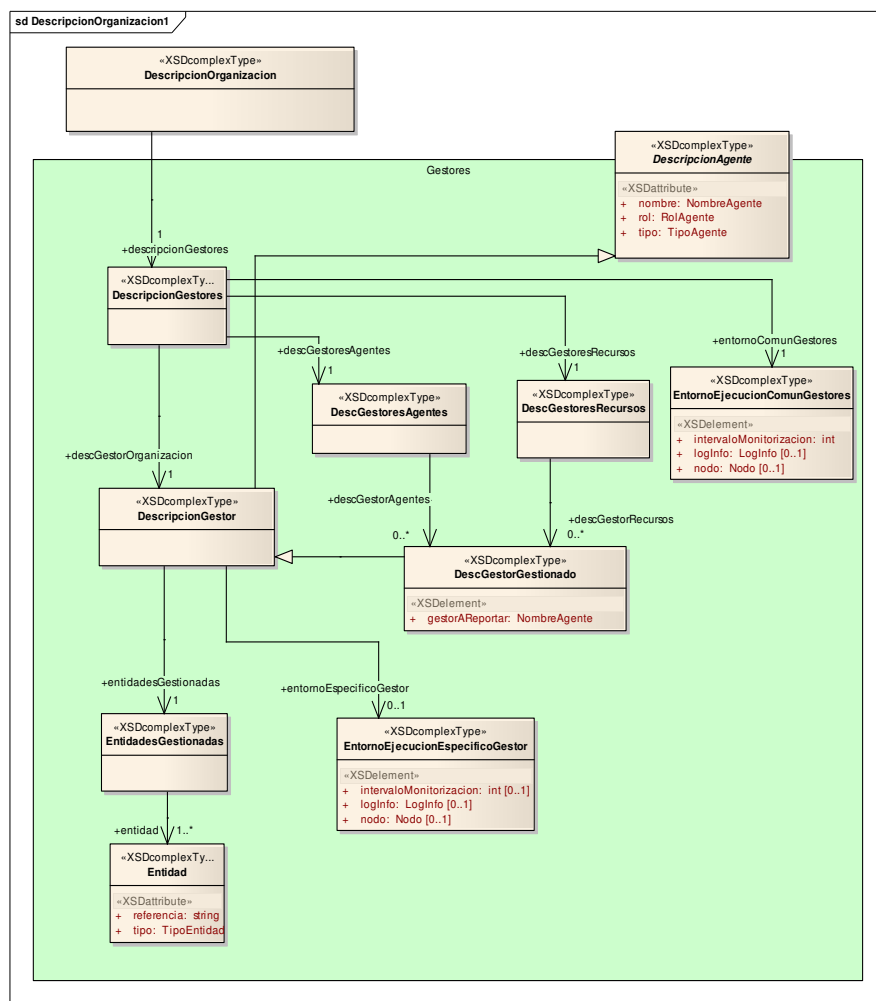 sd DescripcionOrganizacion1
«XSDcomplexType»
DescripcionOrganizacion
Gestores
«XSDcomplexType»
DescripcionAgente
«XSDattribute»
+ nombre: NombreAgente
+ rol: RolAgente
+ tipo: TipoAgente
1
+descripcionGestores
«XSDcomplexTy...
DescripcionGestores
+descGestoresAgentes
1
+descGestoresRecursos
1
+entornoComunGestores
1
«XSDcomplexType»
DescGestoresAgentes
«XSDcomplexType»
DescGestoresRecursos
«XSDcomplexType»
EntornoEjecucionComunGestores
«XSDelement»
+ intervaloMonitorizacion: int
+ logInfo: LogInfo [0..1]
+ nodo: Nodo [0..1]
+descGestorOrganizacion
1
«XSDcomplexType»
DescripcionGestor
+descGestorAgentes
0..*
+descGestorRecursos
0..*
«XSDcomplexType»
DescGestorGestionado
«XSDelement»
+ gestorAReportar: NombreAgente
+entidadesGestionadas
1
+entornoEspecificoGestor
0..1
«XSDcomplexType»
EntidadesGestionadas
«XSDcomplexType»
EntornoEjecucionEspecificoGestor
«XSDelement»
+ intervaloMonitorizacion: int [0..1]
+ logInfo: LogInfo [0..1]
+ nodo: Nodo [0..1]
+entidad
1..*
«XSDcomplexTy...
Entidad
«XSDattribute»
+ referencia: string
+ tipo: TipoEntidad